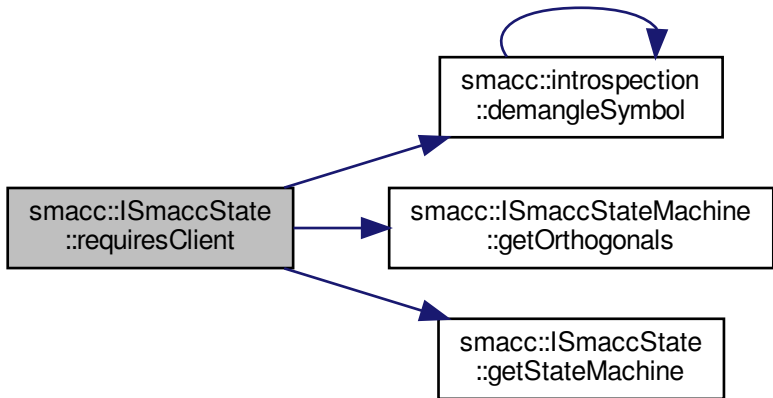 smacc::introspection
::demangleSymbol
smacc::ISmaccState
::requiresClient
smacc::ISmaccStateMachine
::getOrthogonals
smacc::ISmaccState
::getStateMachine